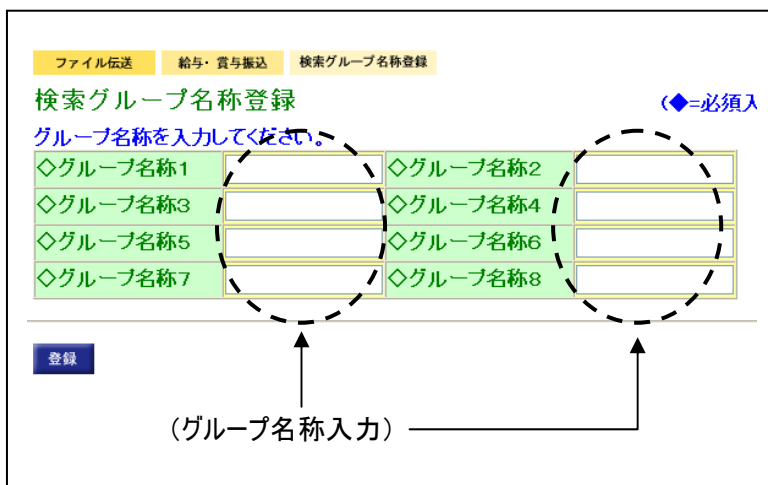 ファイル伝送 給与・賞与振込 検索グループ名称登録
検索グループ名称登録 (◆=必須入
グループ名称を入力してください。
◇グループ名称1 ◇グループ名称2
◇グループ名称3 ◇グループ名称4
◇グループ名称5 ◇グループ名称6
◇グループ名称7 ◇グループ名称8
登録
(グループ名称入力)